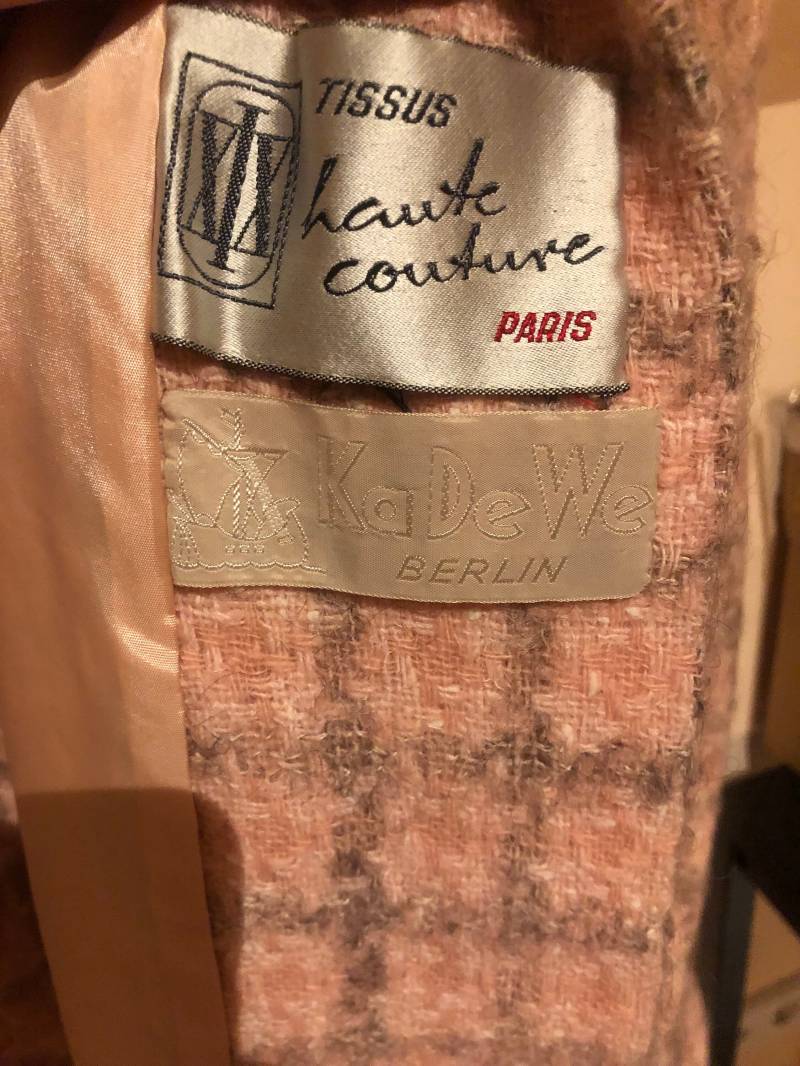 TISSUS
haute
couture
PARIS
KaDeWe
BERLIN